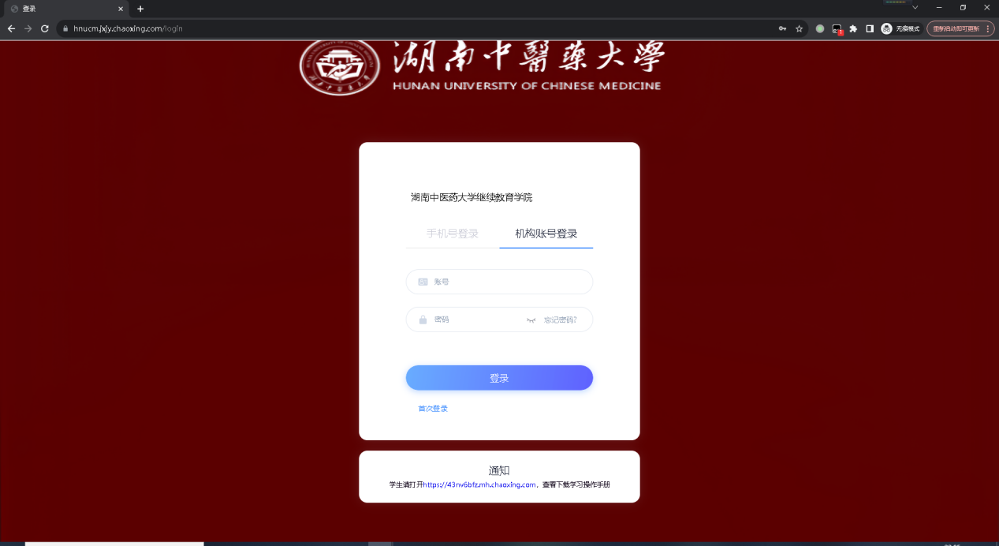 登录
hnucm.jxjy.chaoxing.com/login
1
无痕模式
重新启动即可更新
湖南中醫藥大學
HUNAN UNIVERSITY OF CHINESE MEDICINE
湖南中医药大学继续教育学院
手机号登录
机构账号登录
账号
密码
忘记密码?
登录
首次登录
通知
学生请打开https://43nv6bfz.mh.chaoxing.com，查看下载学习操作手册